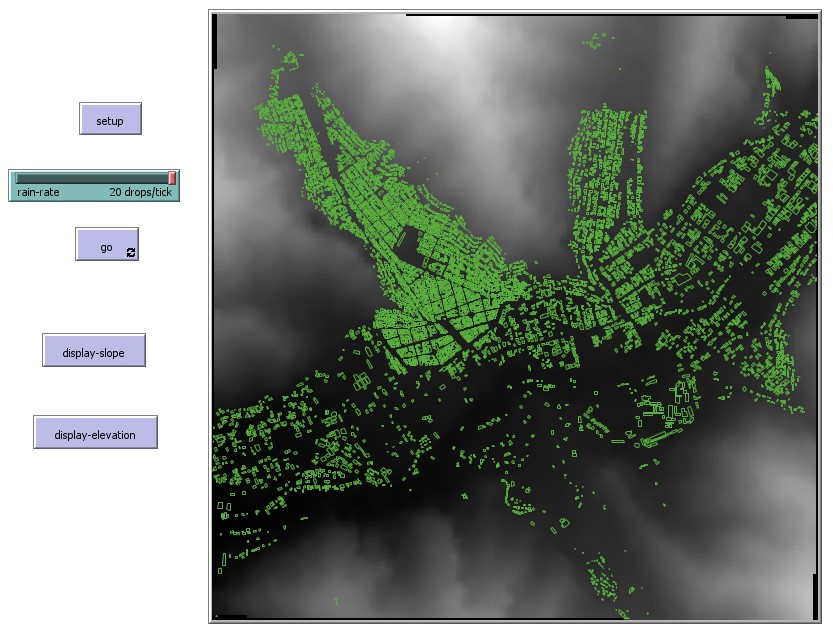 setup
rain-rate 20 drops/tick
go
display-slope
display-elevation